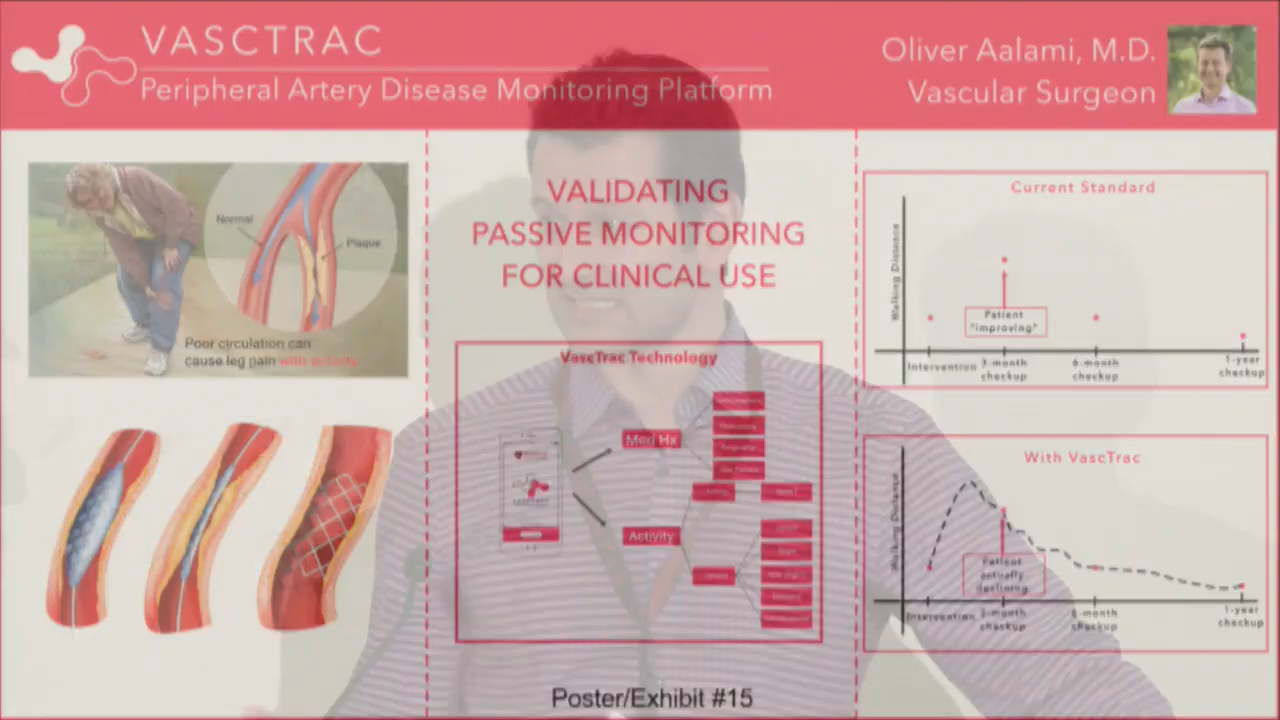 VASCTRAC
Peripheral Artery Disease Monitoring Platform
Oliver Aalami, M.D.
Vascular Surgeon
Normal
Plaque
Poor circulation can
cause leg pain with activity
VALIDATING
PASSIVE MONITORING
FOR CLINICAL USE
VascTrac Technology
Med Hx
Activity
Current Standard
Walking Distance
Patient
"improving"
Intervention
3-month
checkup
6-month
checkup
1-year
checkup
With VascTrac
Walking Distance
Patient
actually
declining
Intervention
3-month
checkup
6-month
checkup
1-year
checkup
Poster/Exhibit #15